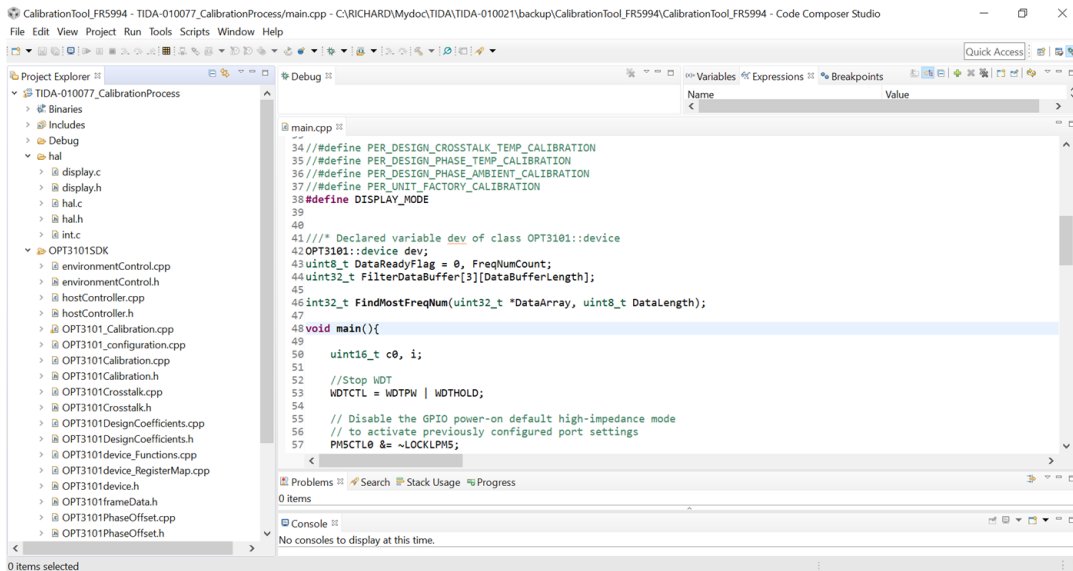 CalibrationTool_FR5994 - TIDA-010077_CalibrationProcess/main.cpp - C:\RICHARD\Mydoc\TIDA\TIDA-010021\backup\CalibrationTool_FR5994\CalibrationTool_FR5994 - Code Composer Studio
File Edit View Project Run Tools Scripts Window Help
Quick Access
Project Explorer
TIDA-010077_CalibrationProcess
Binaries
Includes
Debug
hal
display.c
display.h
hal.c
hal.h
int.c
OPT3101SDK
environmentControl.cpp
environmentControl.h
hostController.cpp
hostController.h
OPT3101_Calibration.cpp
OPT3101_configuration.cpp
OPT3101Calibration.cpp
OPT3101Calibration.h
OPT3101Crosstalk.cpp
OPT3101Crosstalk.h
OPT3101DesignCoefficients.cpp
OPT3101DesignCoefficients.h
OPT3101device_Functions.cpp
OPT3101device_RegisterMap.cpp
OPT3101device.h
OPT3101frameData.h
OPT3101PhaseOffset.cpp
OPT3101PhaseOffset.h
0 items selected
Debug
Variables Expressions Breakpoints
Name Value
main.cpp
34 //#define PER_DESIGN_CROSSTALK_TEMP_CALIBRATION
35 //#define PER_DESIGN_PHASE_TEMP_CALIBRATION
36 //#define PER_DESIGN_PHASE_AMBIENT_CALIBRATION
37 //#define PER_UNIT_FACTORY_CALIBRATION
38 #define DISPLAY_MODE
39
40
41 ///* Declared variable dev of class OPT3101::device
42 OPT3101::device dev;
43 uint8_t DataReadyFlag = 0, FreqNumCount;
44 uint32_t FilterDataBuffer[3][DataBufferLength];
45
46 int32_t FindMostFreqNum(uint32_t *DataArray, uint8_t DataLength);
47
48 void main(){
49
50 uint16_t c0, i;
51
52 //Stop WDT
53 WDTCTL = WDTPW | WDTHOLD;
54
55 // Disable the GPIO power-on default high-impedance mode
56 // to activate previously configured port settings
57 PM5CTL0 &= ~LOCKLPM5;
Problems Search Stack Usage Progress
0 items
Console
No consoles to display at this time.